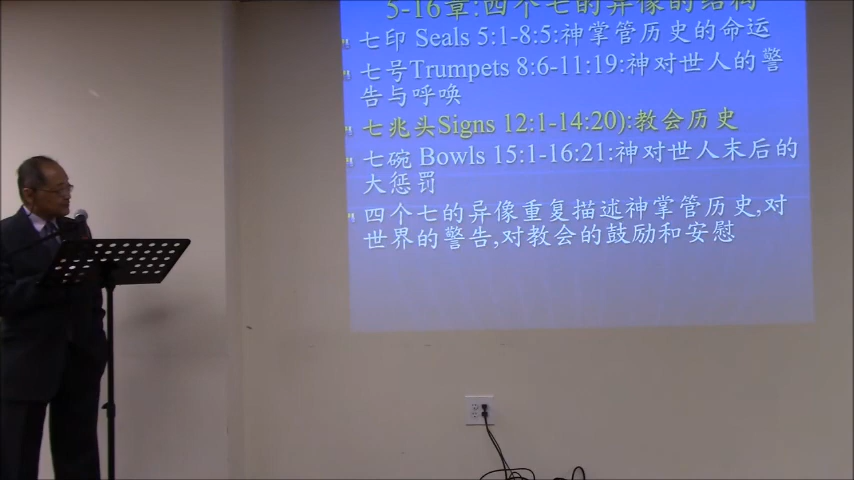 5-16章:四个七的异像的结构
七印 Seals 5:1-8:5:神掌管历史的命运
七号Trumpets 8:6-11:19:神对世人的警
告与呼唤
七兆头Signs 12:1-14:20):教会历史
七碗 Bowls 15:1-16:21:神对世人末后的
大惩罚
四个七的异像重复描述神掌管历史,对
世界的警告,对教会的鼓励和安慰